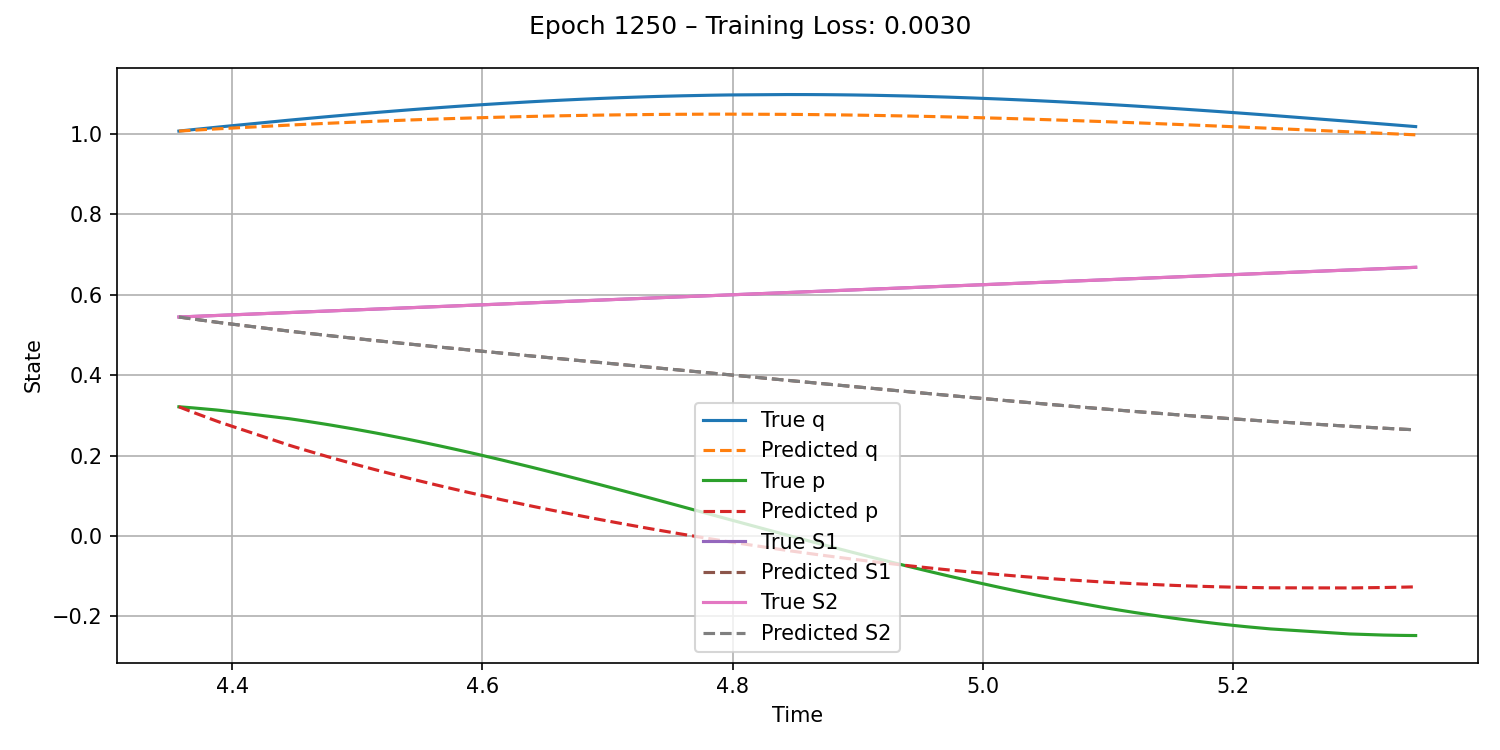 Epoch 1250 – Training Loss: 0.0030
State
1.0
0.8
0.6
0.4
0.2
0.0
−0.2
True q
Predicted q
True p
Predicted p
True S1
Predicted S1
True S2
Predicted S2
4.4 4.6 4.8 5.0 5.2
Time